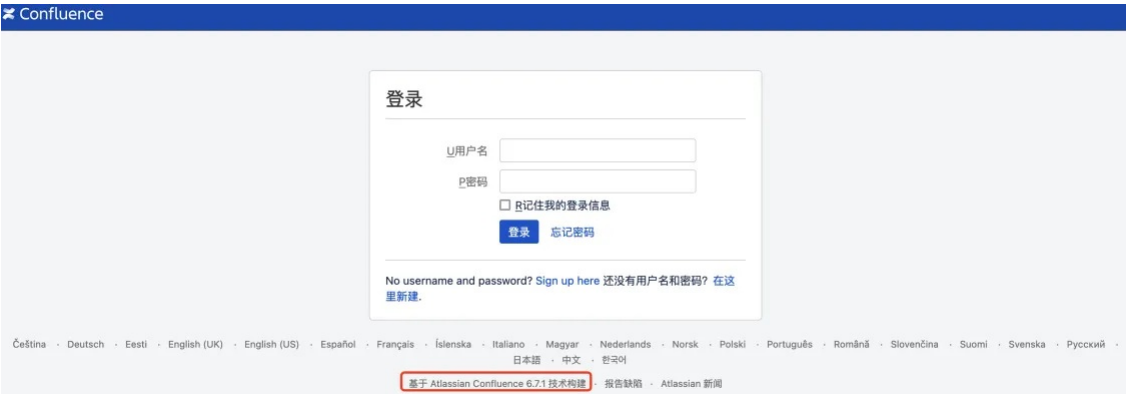 Confluence
登录
U用户名
P密码
R记住我的登录信息
登录 忘记密码
No username and password? Sign up here 还没有用户名和密码? 在这
里新建.
Čeština · Deutsch · Eesti · English (UK) · English (US) · Español · Français · Íslenska · Italiano · Magyar · Nederlands · Norsk · Polski · Português · Română · Slovenčina · Suomi · Svenska · Русский ·
日本語 · 中文 · 한국어
基于 Atlassian Confluence 6.7.1 技术构建 · 报告缺陷 · Atlassian 新闻